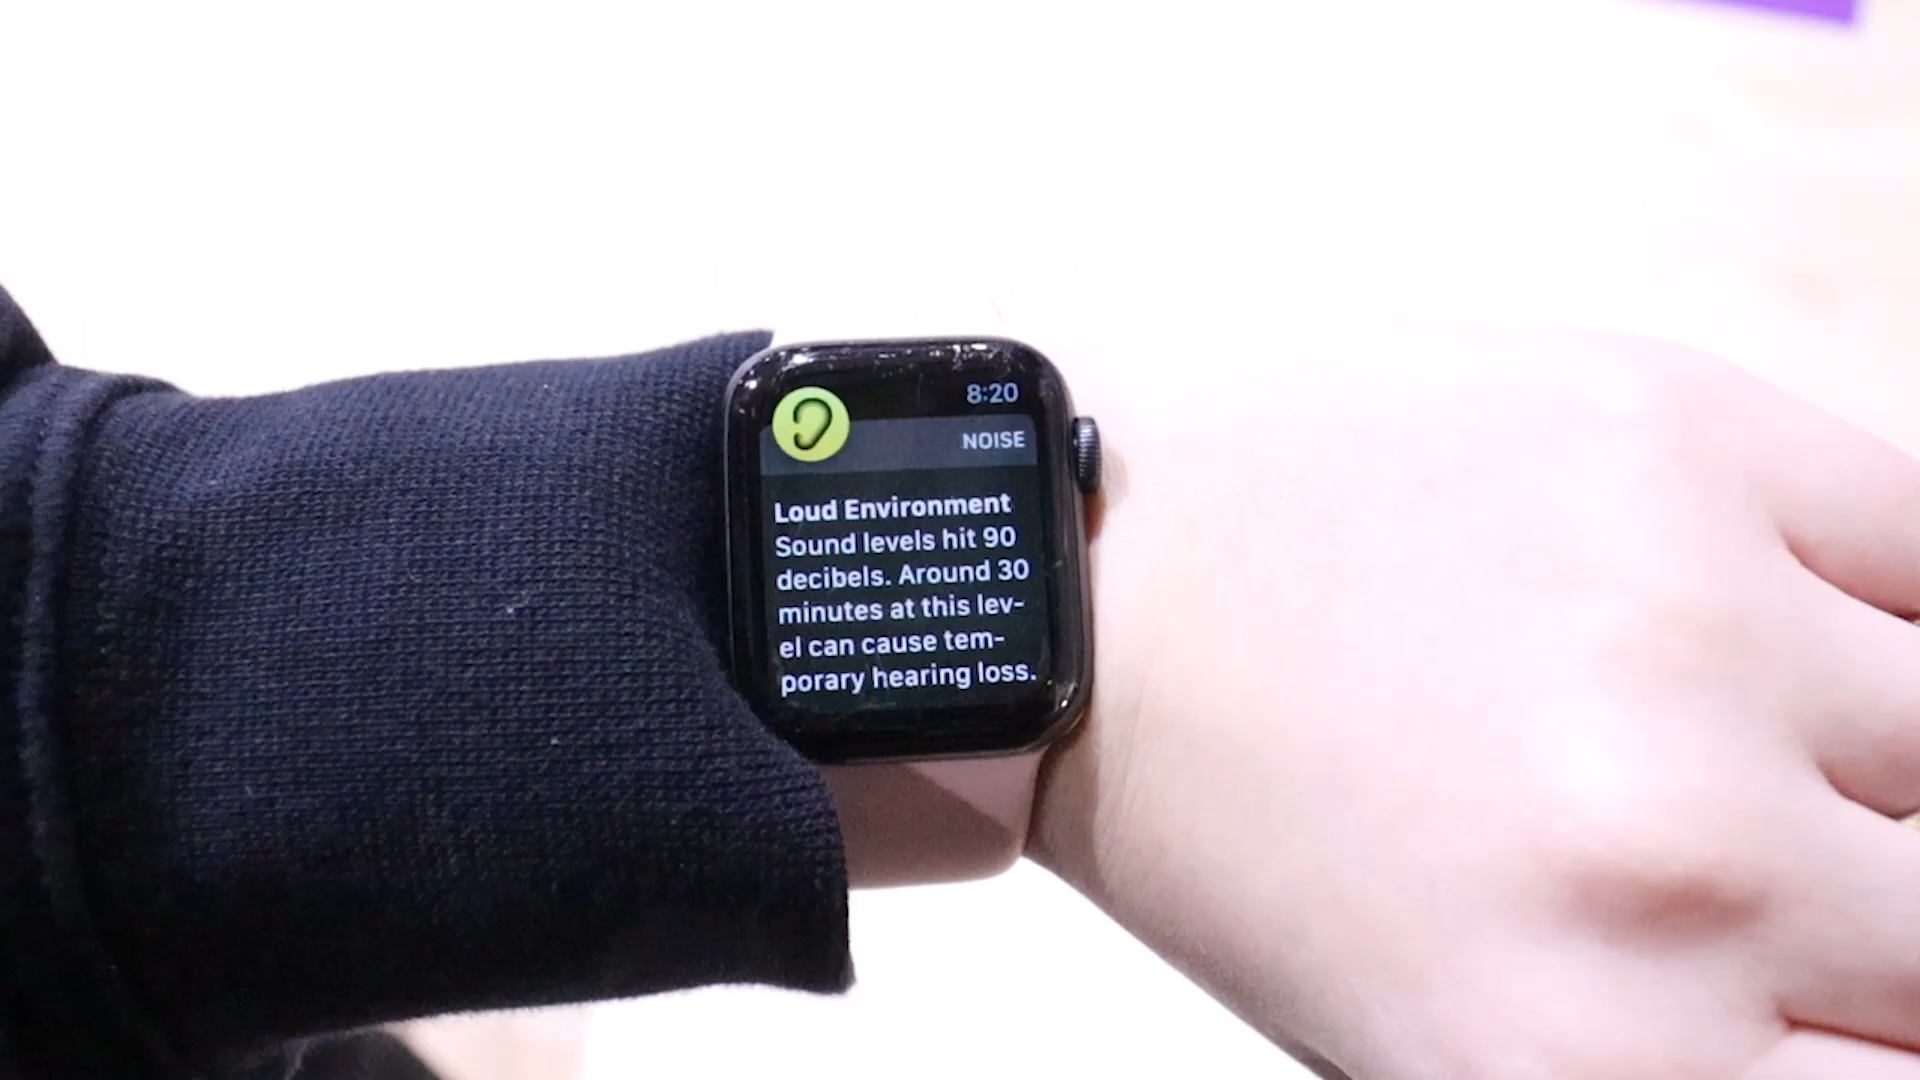 8:20
NOISE
Loud Environment
Sound levels hit 90
decibels. Around 30
minutes at this lev-
el can cause tem-
porary hearing loss.